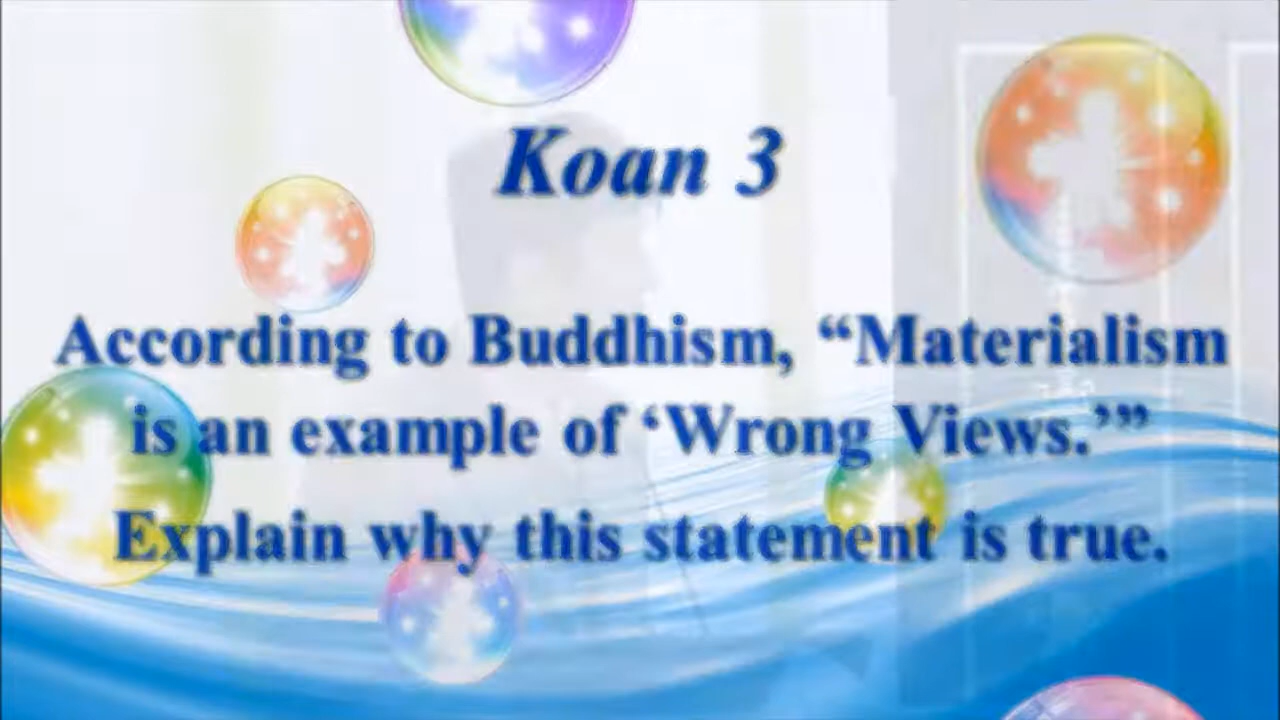 Koan 3
According to Buddhism, “Materialism
is an example of ‘Wrong Views.’”
Explain why this statement is true.